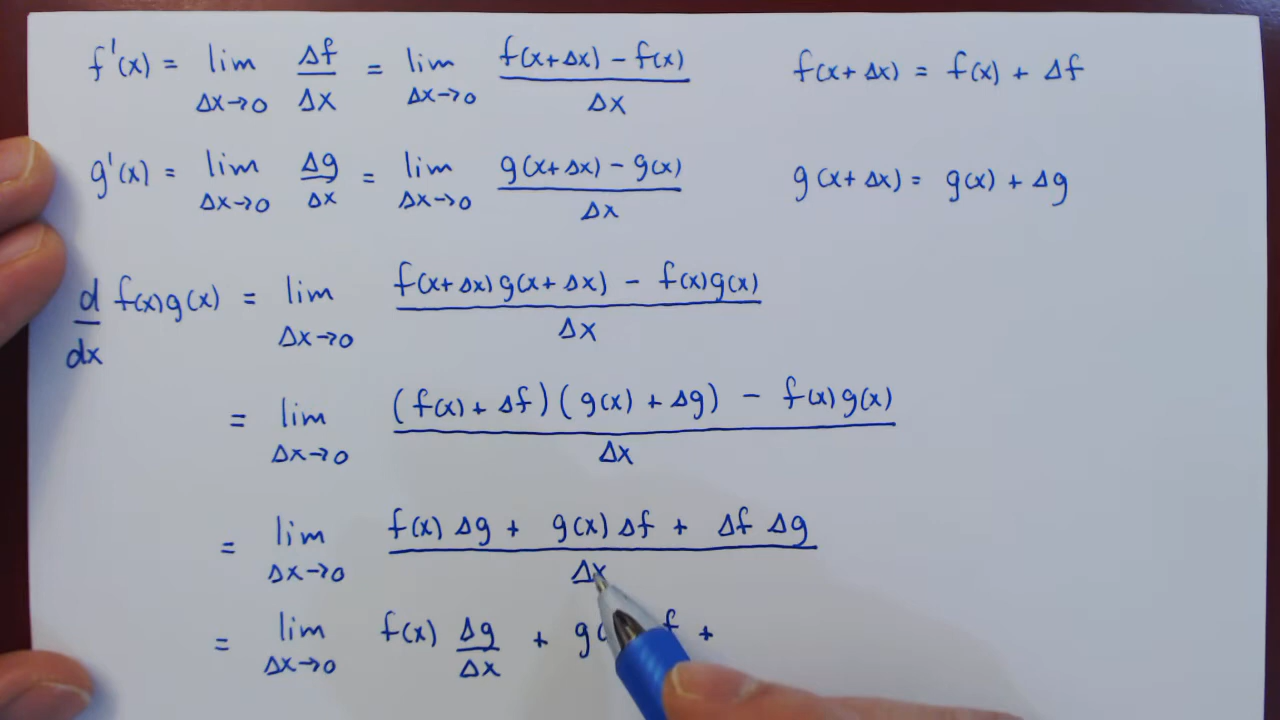 f'(x) = lim Δx→0 Δf/Δx = lim Δx→0 f(x+Δx) - f(x)/Δx f(x+Δx) = f(x) + Δf
g'(x) = lim Δx→0 Δg/Δx = lim Δx→0 g(x+Δx) - g(x)/Δx g(x+Δx) = g(x) + Δg
d/dx f(x)g(x) = lim Δx→0 f(x+Δx)g(x+Δx) - f(x)g(x)/Δx
= lim Δx→0 (f(x)+Δf)(g(x)+Δg) - f(x)g(x)/Δx
= lim Δx→0 f(x)Δg + g(x)Δf + ΔfΔg/Δx
= lim Δx→0 f(x) Δg/Δx + g( f +